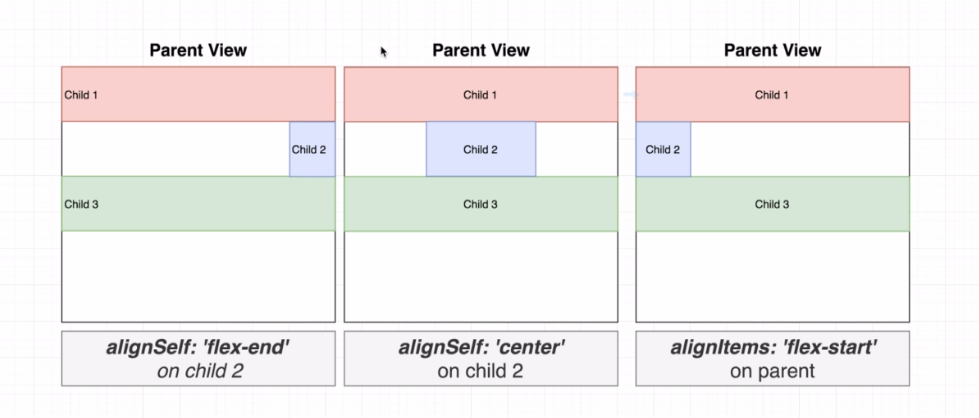 Parent View
Child 1
Child 2
Child 3
alignSelf: 'flex-end'
on child 2
Parent View
Child 1
Child 2
Child 3
alignSelf: 'center'
on child 2
Parent View
Child 1
Child 2
Child 3
alignItems: 'flex-start'
on parent